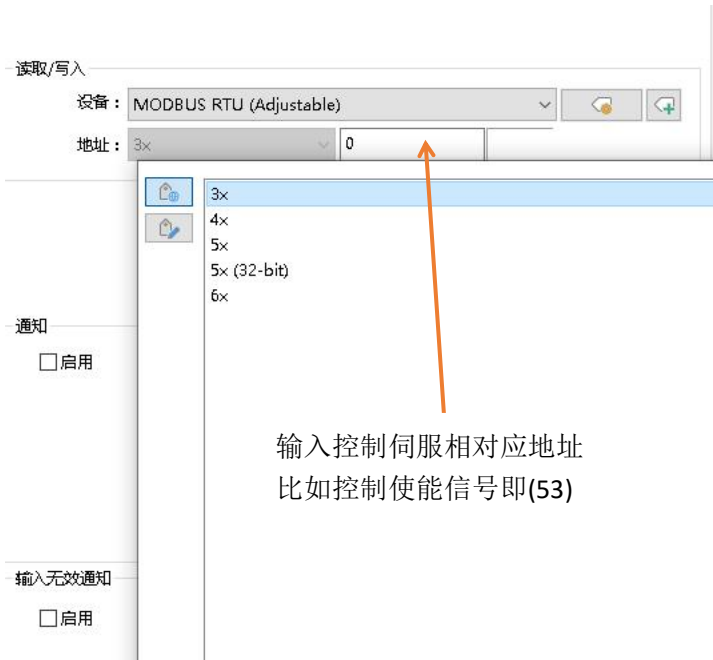 读取/写入
设备：
MODBUS RTU (Adjustable)
地址：
3x
0
3x
4x
5x
5x (32-bit)
6x
通知
启用
输入控制伺服相对应地址
比如控制使能信号即(53)
输入无效通知
启用